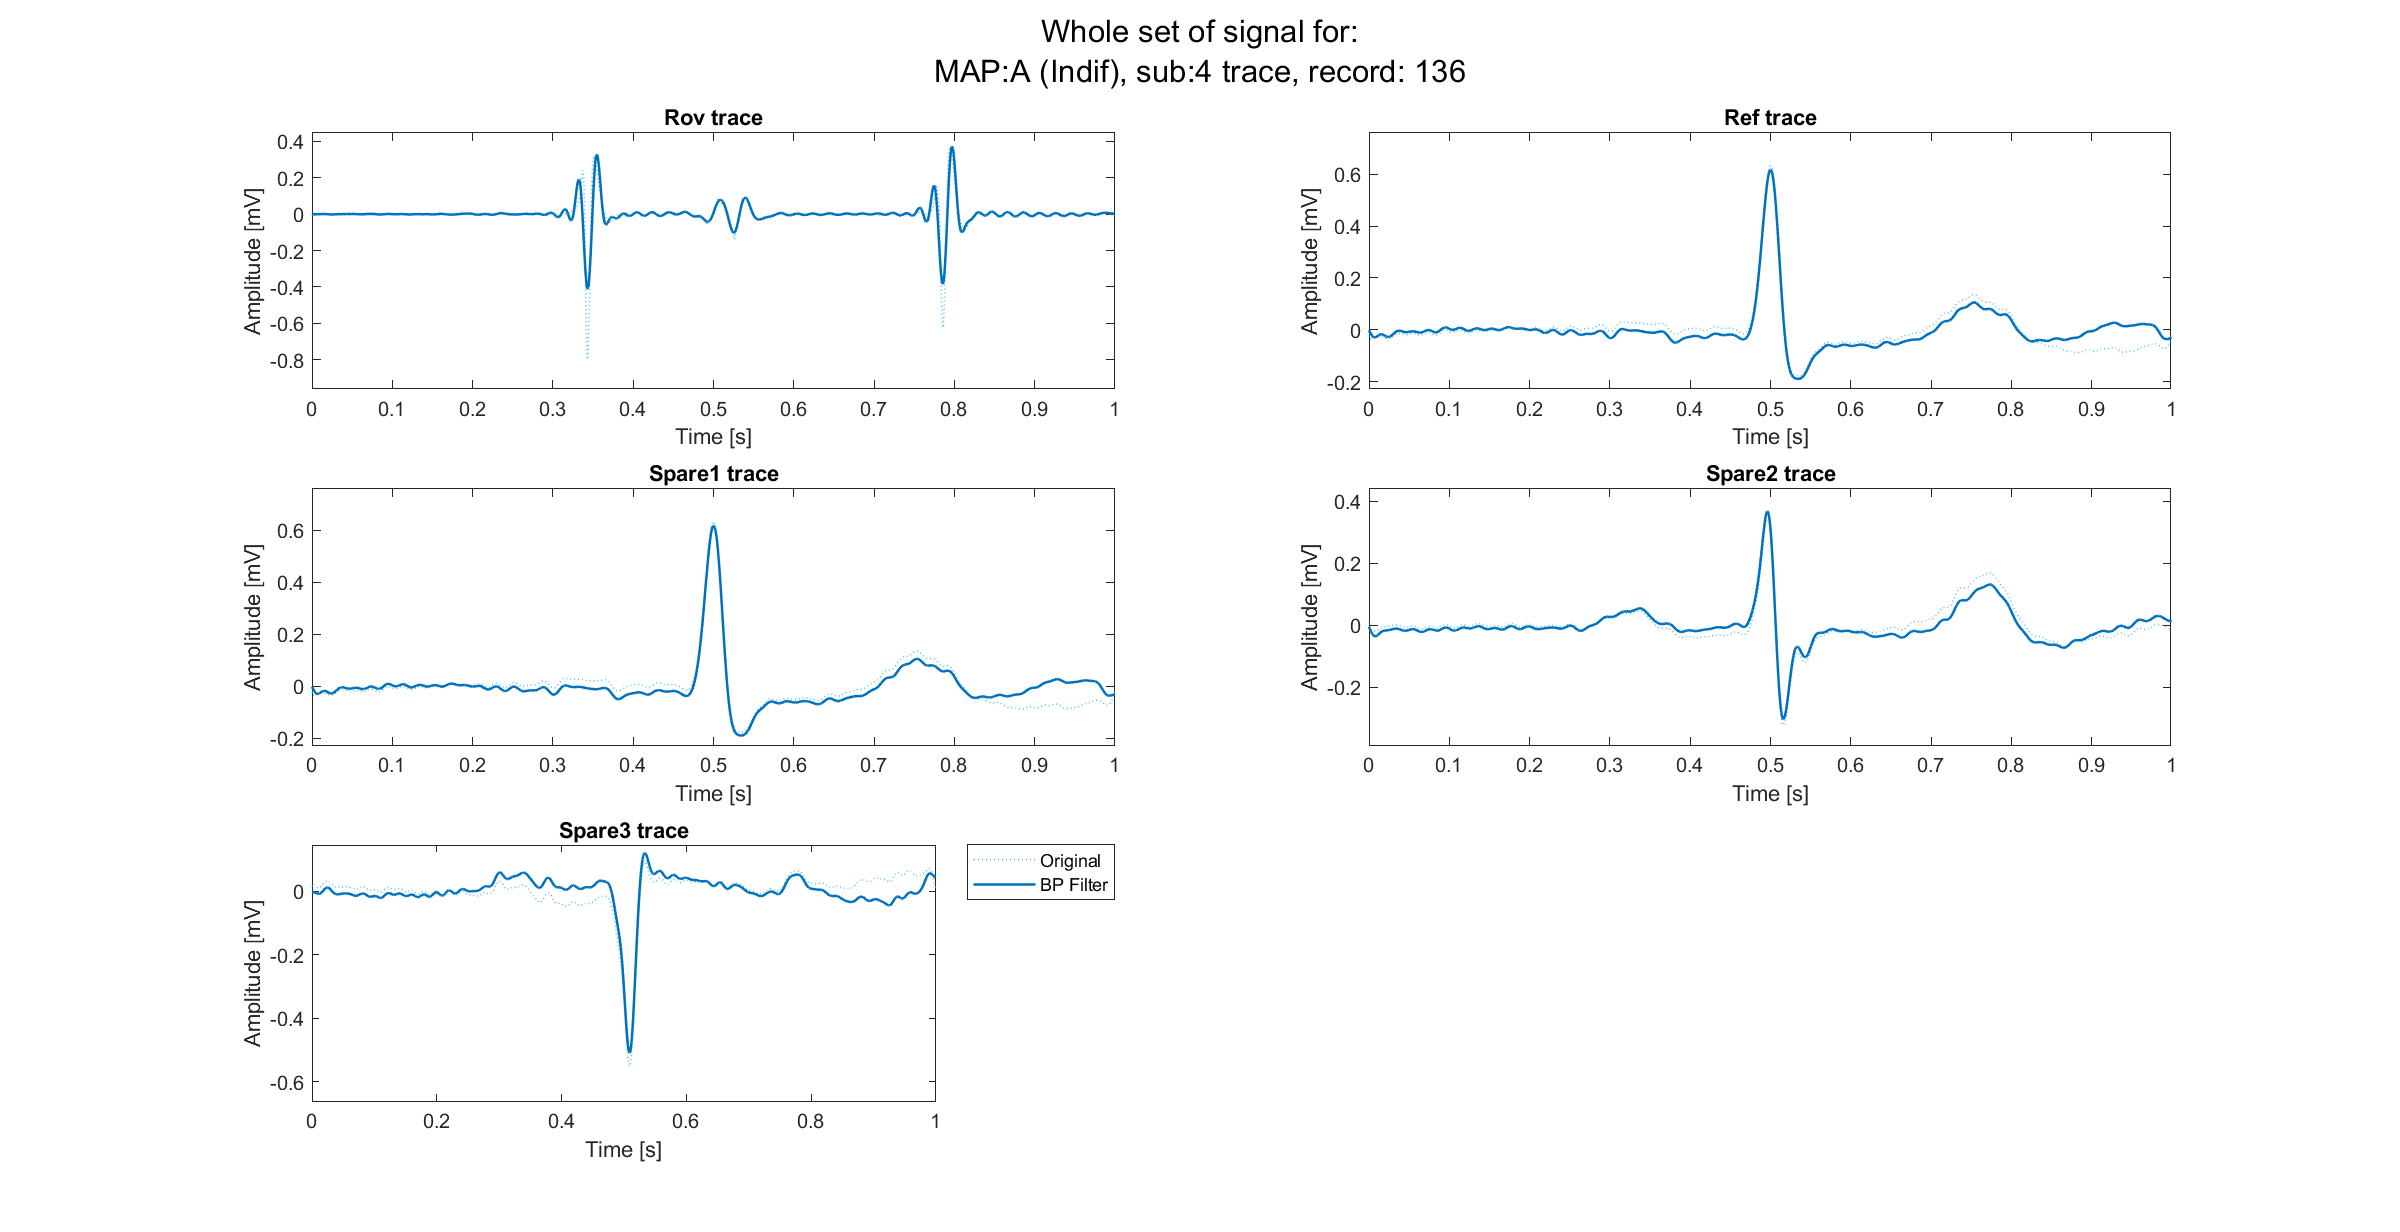 Whole set of signal for:
MAP:A (Indif), sub:4 trace, record: 136
Rov trace
Amplitude [mV]
0.4
0.2
0
-0.2
-0.4
-0.6
-0.8
0 0.1 0.2 0.3 0.4 0.5 0.6 0.7 0.8 0.9 1
Time [s]
Ref trace
Amplitude [mV]
0.6
0.4
0.2
0
-0.2
0 0.1 0.2 0.3 0.4 0.5 0.6 0.7 0.8 0.9 1
Time [s]
Spare1 trace
Amplitude [mV]
0.6
0.4
0.2
0
-0.2
0 0.1 0.2 0.3 0.4 0.5 0.6 0.7 0.8 0.9 1
Time [s]
Spare2 trace
Amplitude [mV]
0.4
0.2
0
-0.2
0 0.1 0.2 0.3 0.4 0.5 0.6 0.7 0.8 0.9 1
Time [s]
Spare3 trace
Amplitude [mV]
0
-0.2
-0.4
-0.6
0 0.2 0.4 0.6 0.8 1
Time [s]
Original
BP Filter